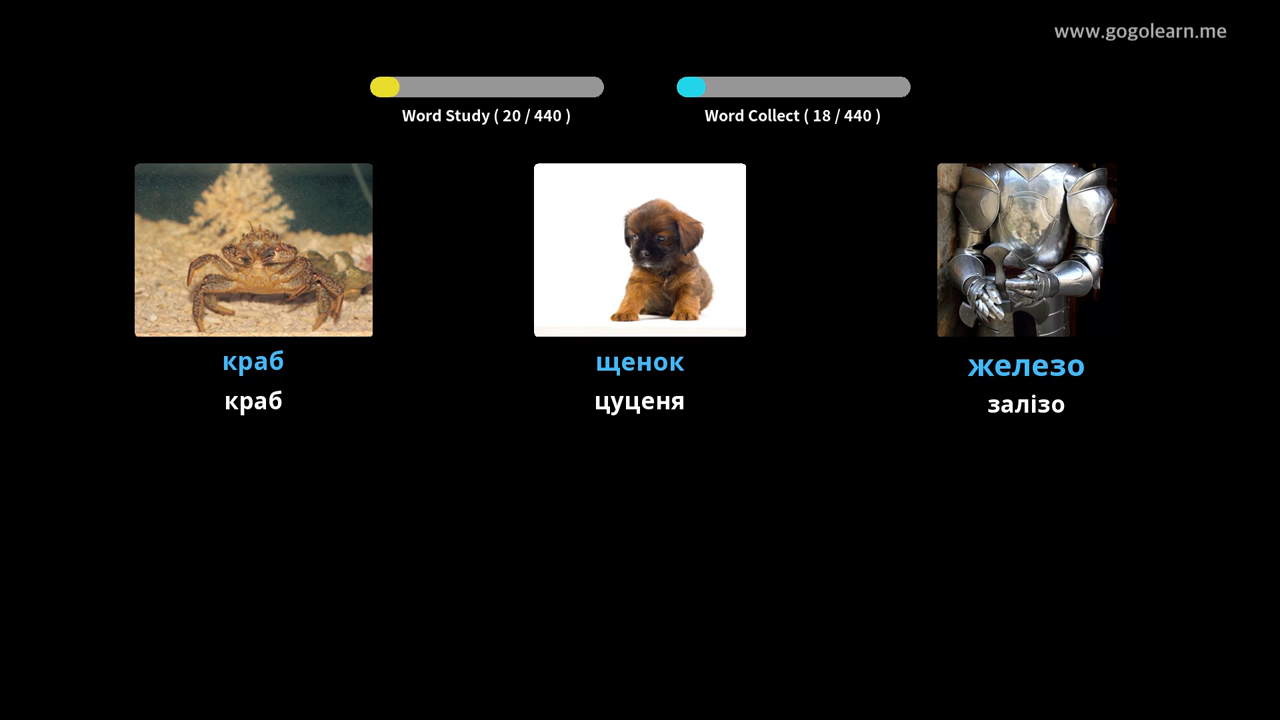 www.gogolearn.me
Word Study ( 20 / 440 )
Word Collect ( 18 / 440 )
краб
краб
щенок
цуценя
железо
залізо